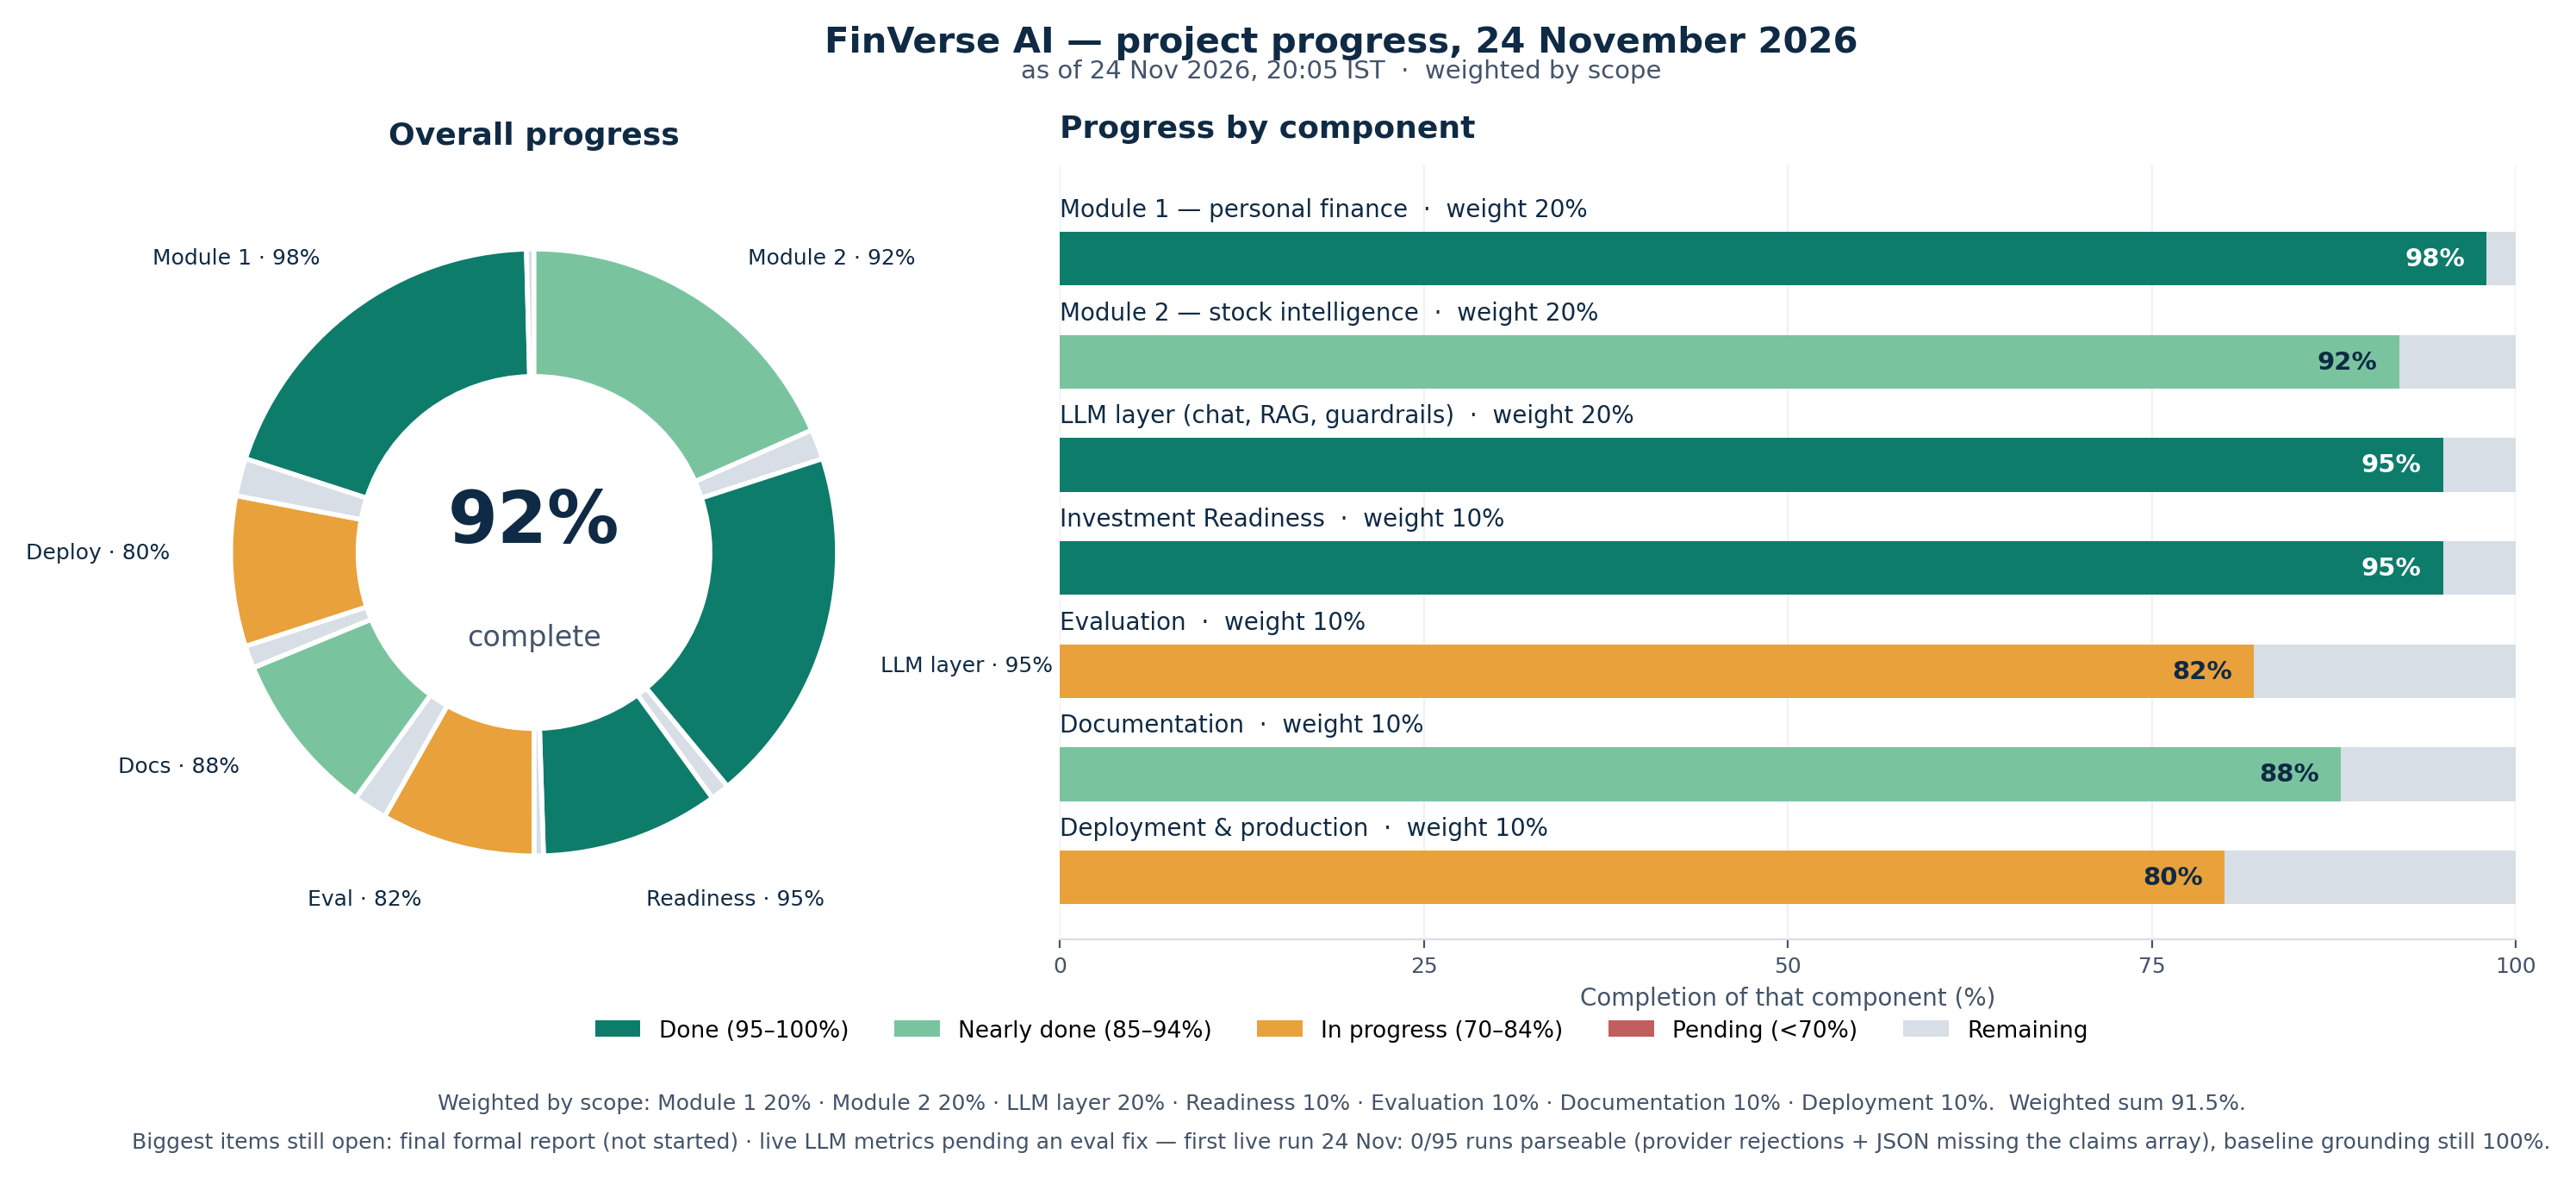 FinVerse AI — project progress, 24 November 2026
as of 24 Nov 2026, 20:05 IST · weighted by scope
Overall progress
Module 1 · 98%
Module 2 · 92%
Deploy · 80%
92%
complete
LLM layer · 95%
Docs · 88%
Eval · 82%
Readiness · 95%
Progress by component
Module 1 — personal finance · weight 20%
98%
Module 2 — stock intelligence · weight 20%
92%
LLM layer (chat, RAG, guardrails) · weight 20%
95%
Investment Readiness · weight 10%
95%
Evaluation · weight 10%
82%
Documentation · weight 10%
88%
Deployment & production · weight 10%
80%
0 25 50 75 100
Completion of that component (%)
Done (95–100%) Nearly done (85–94%) In progress (70–84%) Pending (<70%) Remaining
Weighted by scope: Module 1 20% · Module 2 20% · LLM layer 20% · Readiness 10% · Evaluation 10% · Documentation 10% · Deployment 10%. Weighted sum 91.5%.
Biggest items still open: final formal report (not started) · live LLM metrics pending an eval fix — first live run 24 Nov: 0/95 runs parseable (provider rejections + JSON missing the claims array), baseline grounding still 100%.